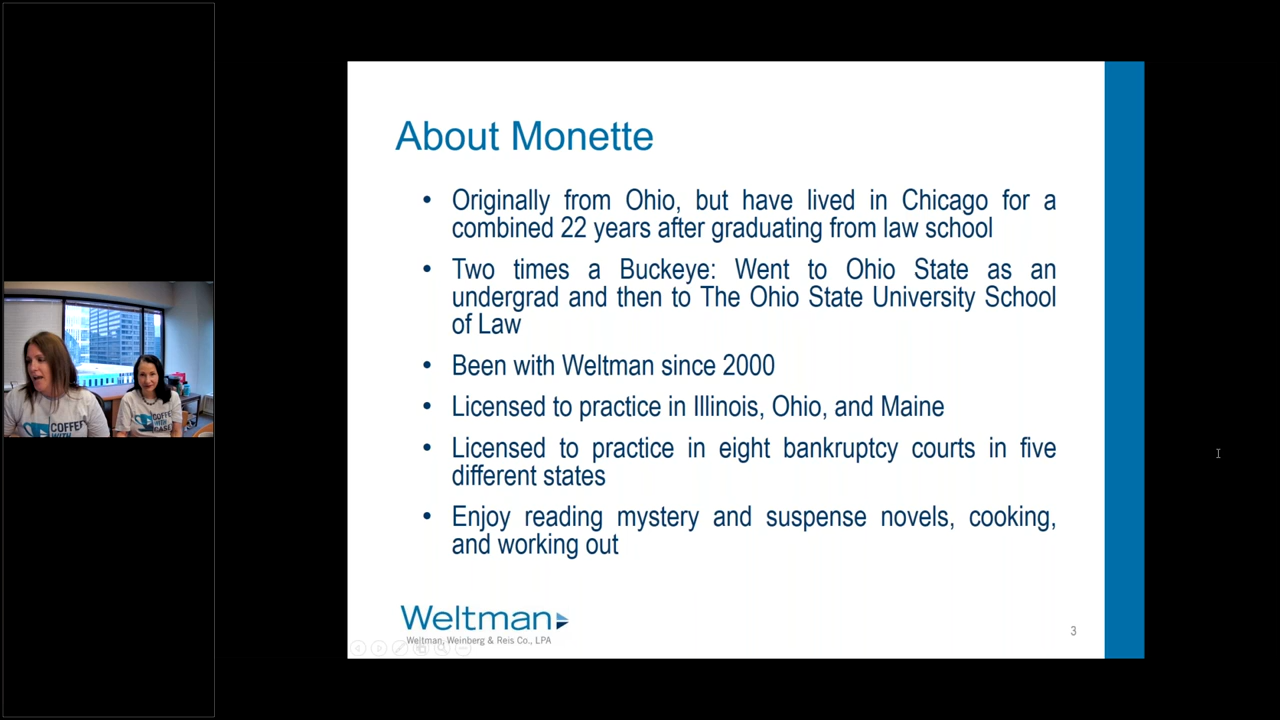 About Monette
• Originally from Ohio, but have lived in Chicago for a
combined 22 years after graduating from law school
• Two times a Buckeye: Went to Ohio State as an
undergrad and then to The Ohio State University School
of Law
• Been with Weltman since 2000
• Licensed to practice in Illinois, Ohio, and Maine
• Licensed to practice in eight bankruptcy courts in five
different states
• Enjoy reading mystery and suspense novels, cooking,
and working out
Weltman
Weltman, Weinberg & Reis Co., LPA
3
COFFEE
WITH
COFFEE
WITH